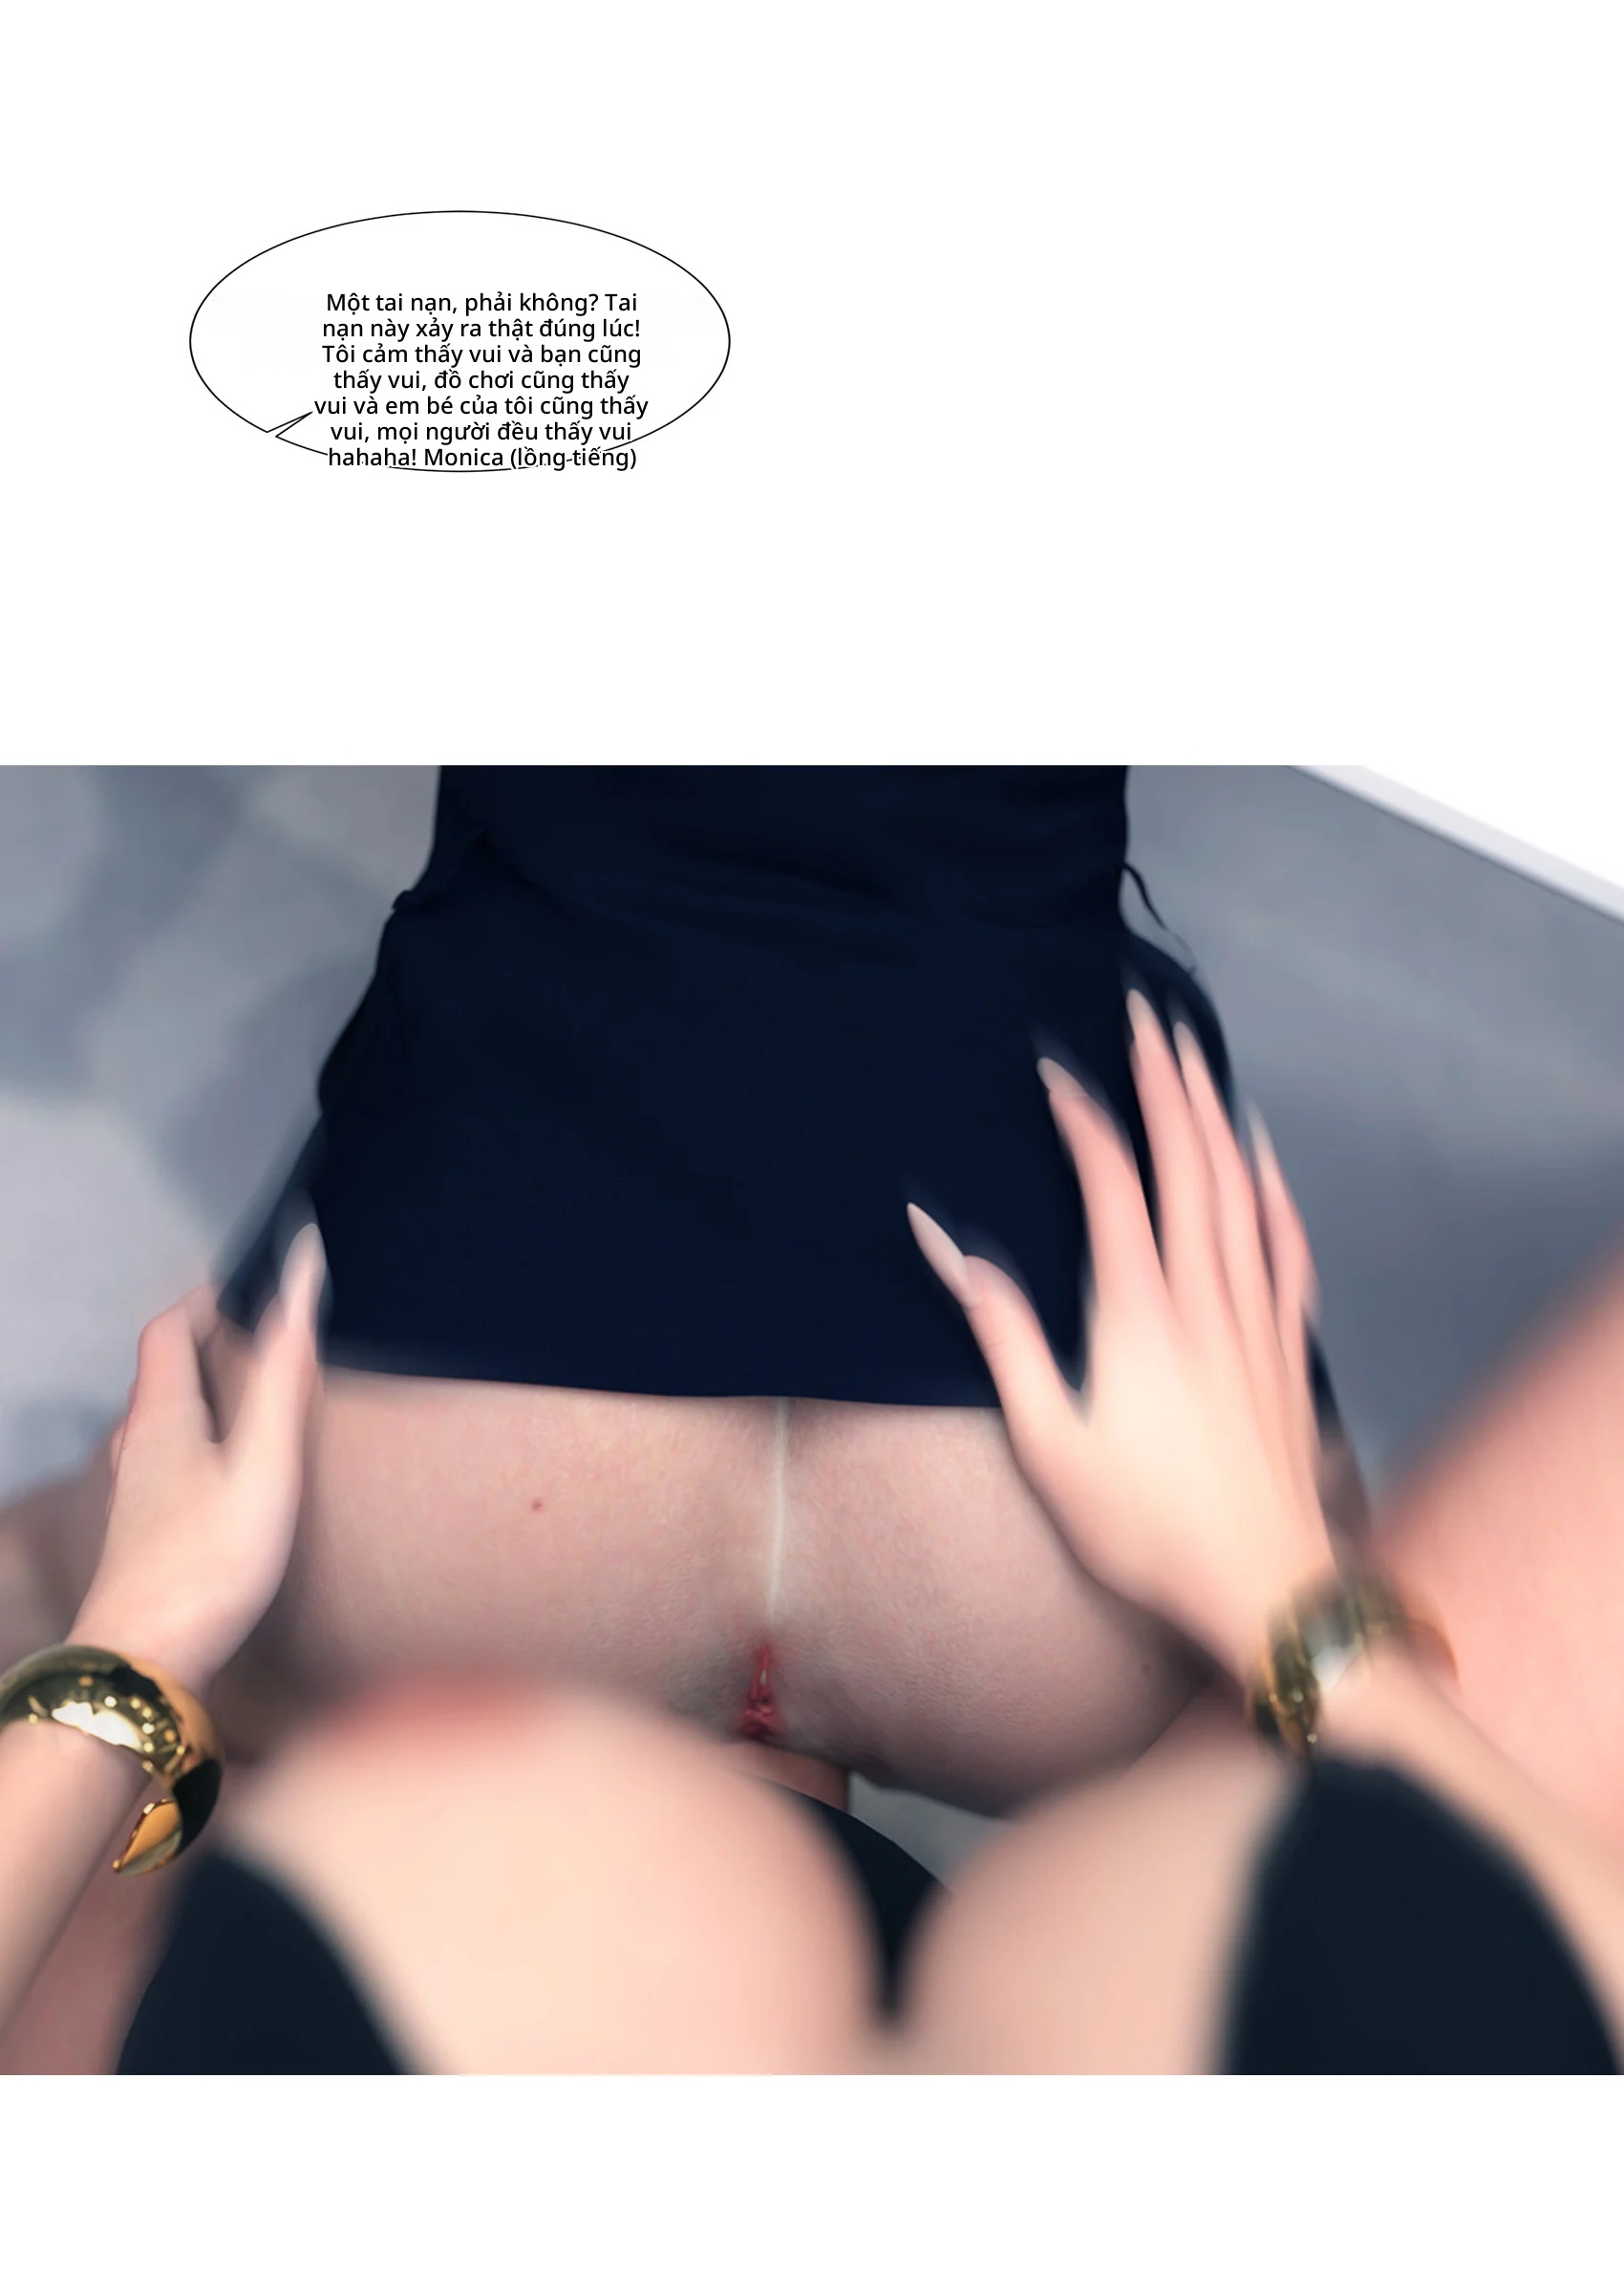 Một tai nạn, phải không? Tai
nạn này xảy ra thật đúng lúc!
Tôi cảm thấy vui và bạn cũng
thấy vui, đồ chơi cũng thấy
vui và em bé của tôi cũng thấy
vui, mọi người đều thấy vui
hahaha! Monica (lồng tiếng)